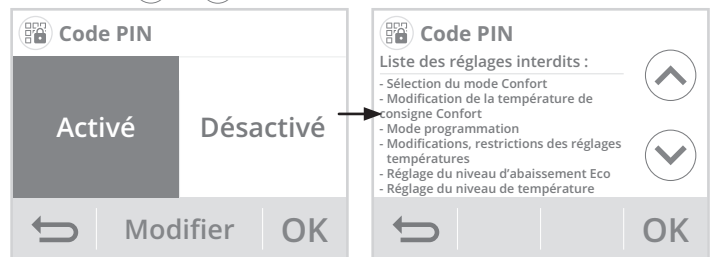 Code PIN
Activé
Désactivé
Modifier
OK
Code PIN
Liste des réglages interdits :
- Sélection du mode Confort
- Modification de la température de
consigne Confort
- Mode programmation
- Modifications, restrictions des réglages
températures
- Réglage du niveau d'abaissement Eco
- Réglage du niveau de température
OK